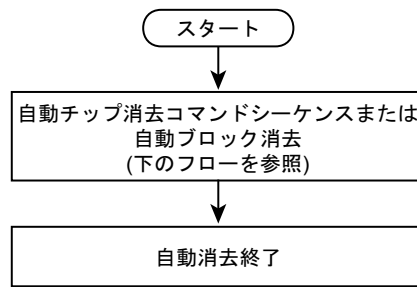 スタート
自動チップ消去コマンドシーケンスまたは
自動ブロック消去
(下のフローを参照)
自動消去終了